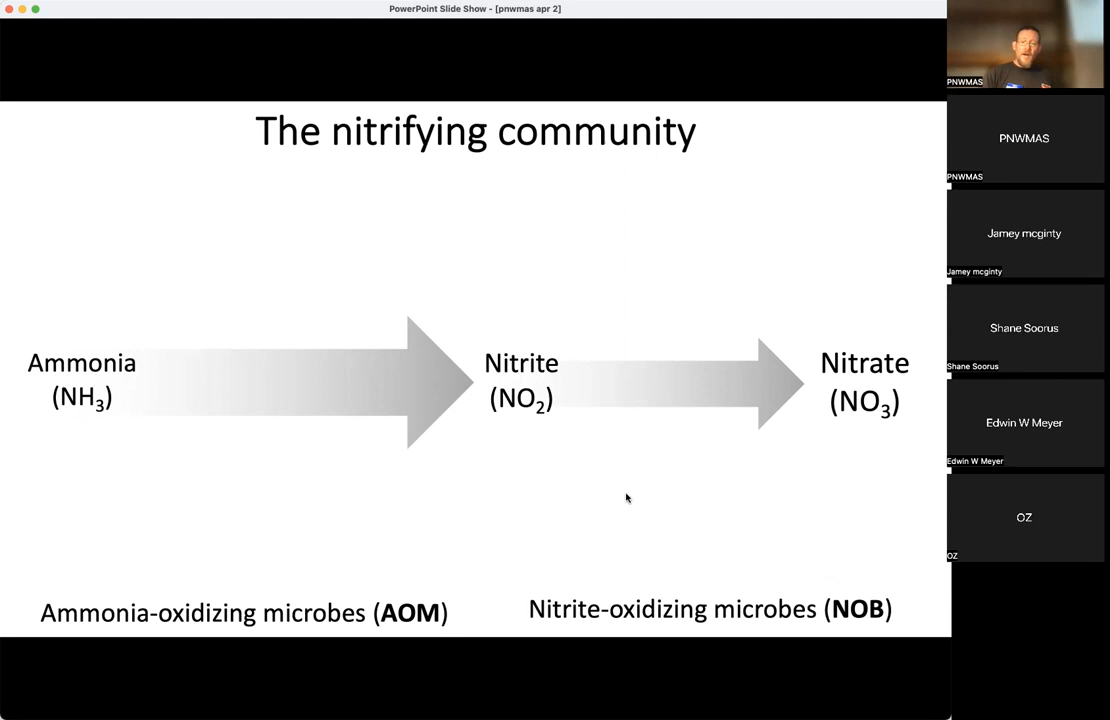 PowerPoint Slide Show - [pnwmas apr 2]
The nitrifying community
Ammonia
(NH3)
Nitrite
(NO2)
Nitrate
(NO3)
Ammonia-oxidizing microbes (AOM)
Nitrite-oxidizing microbes (NOB)
PNWMAS
PNWMAS
PNWMAS
Jamey mcginty
Jamey mcginty
Shane Soorus
Shane Soorus
Edwin W Meyer
Edwin W Meyer
OZ
OZ